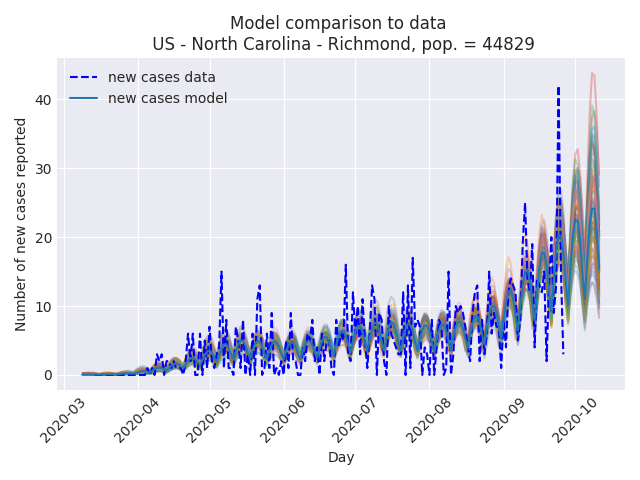 Model comparison to data
US - North Carolina - Richmond, pop. = 44829
new cases data
new cases model
Number of new cases reported
40
30
20
10
0
2020-03
2020-04
2020-05
2020-06
2020-07
2020-08
2020-09
2020-10
Day